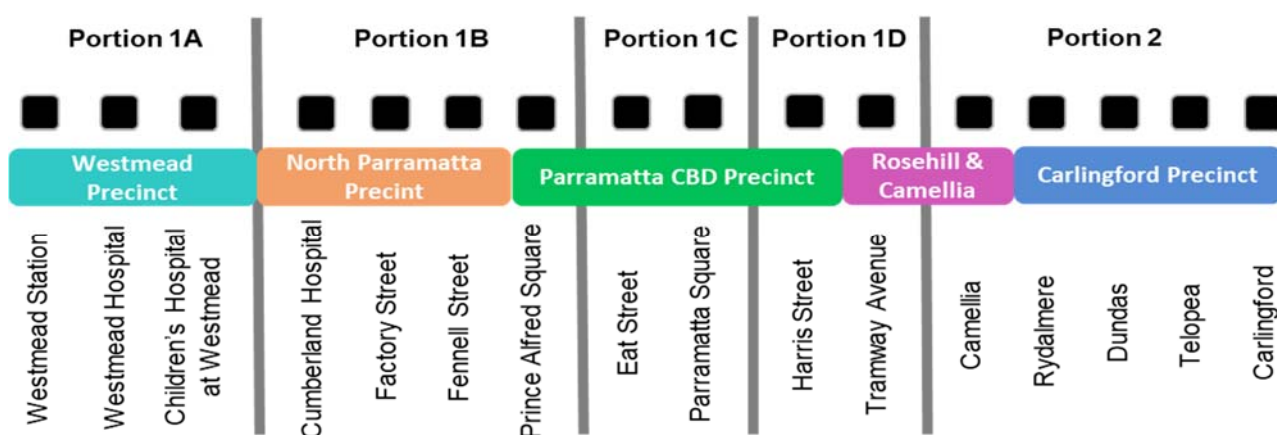 Portion 1A
Portion 1B
Portion 1C
Portion 1D
Portion 2
Westmead
Precinct
North Parramatta
Precint
Parramatta CBD Precinct
Rosehill &
Camellia
Carlingford Precinct
Westmead Station
Westmead Hospital
Children's Hospital
at Westmead
Cumberland Hospital
Factory Street
Fennell Street
Prince Alfred Square
Eat Street
Parramatta Square
Harris Street
Tramway Avenue
Camellia
Rydalmere
Dundas
Telopea
Carlingford